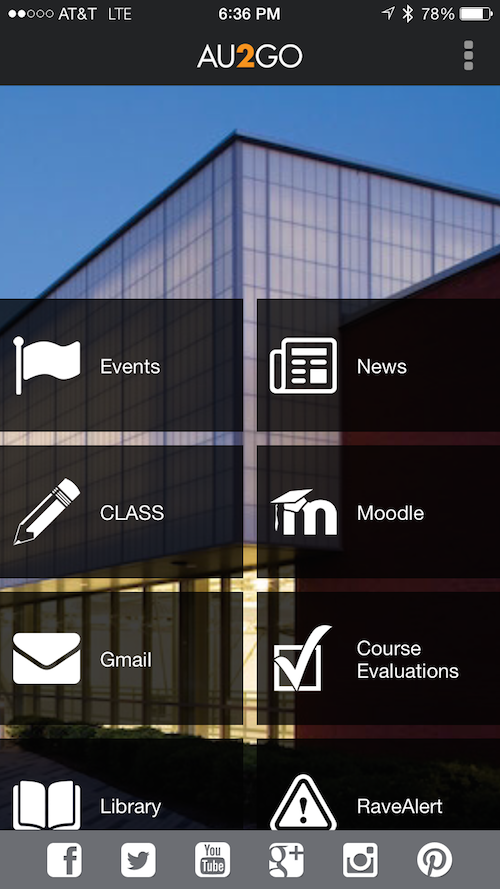 AT&T LTE 6:36 PM 78%
AU2GO
Events
News
CLASS
Moodle
Gmail
Course
Evaluations
Library
RaveAlert
You
Tube
g+